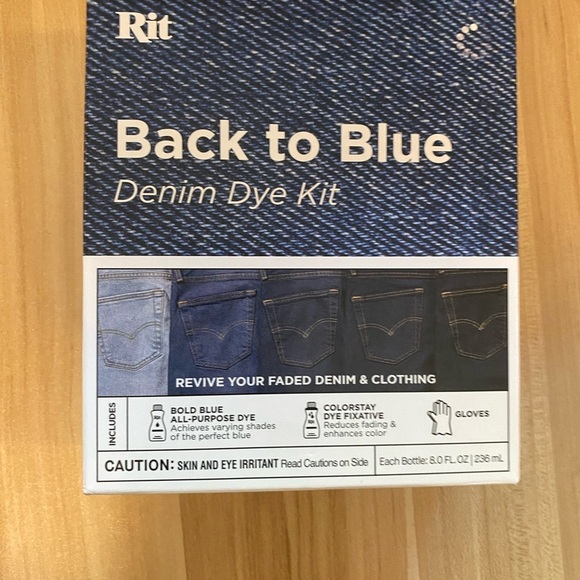 Rit
Back to Blue
Denim Dye Kit
REVIVE YOUR FADED DENIM & CLOTHING
INCLUDES
BOLD BLUE
ALL-PURPOSE DYE
Achieves varying shades
of the perfect blue
COLORSTAY
DYE FIXATIVE
Reduces fading &
enhances color
GLOVES
CAUTION: SKIN AND EYE IRRITANT Read Cautions on Side
Each Bottle: 8.0 FL. OZ | 236 mL